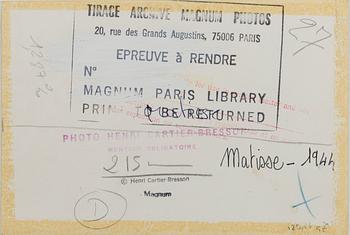 TIRAGE ARCHIVE MAGNUM PHOTOS
20, rue des Grands Augustins, 75006 PARIS
EPREUVE à RENDRE
N°
MAGNUM PARIS LIBRARY
PRINT TO BE RETURNED
PHOTO HENRI CARTIER-BRESSON
MENTION OBLIGATOIRE
215 —
Matisse - 1944
© Henri Cartier-Bresson
Magnum
D